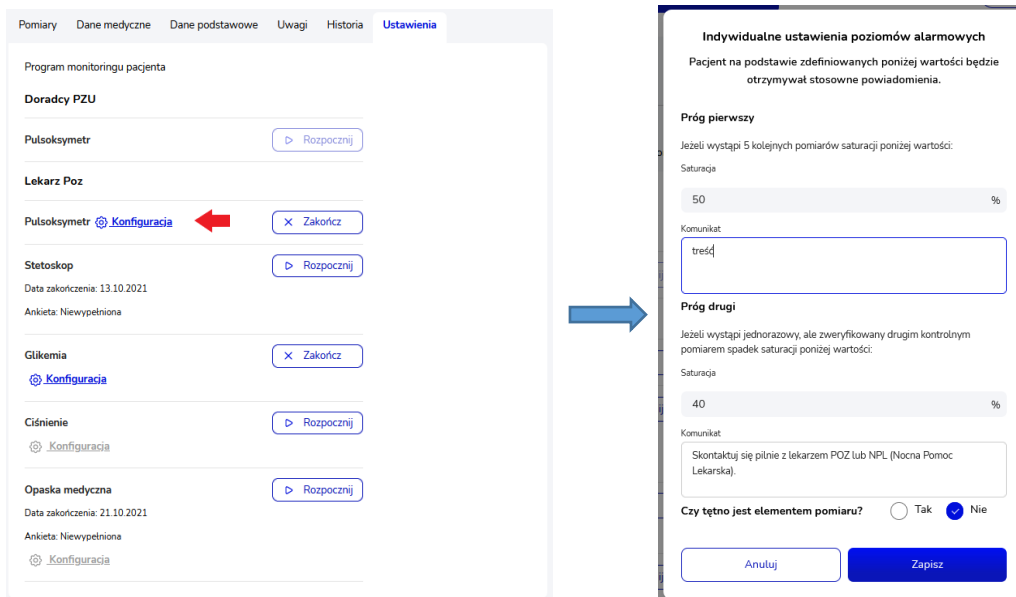 Pomiary Dane medyczne Dane podstawowe Uwagi Historia Ustawienia
Program monitoringu pacjenta
Doradcy PZU
Pulsoksymetr Rozpocznij
Lekarz Poz
Pulsoksymetr Konfiguracja Zakończ
Stetoskop Rozpocznij
Data zakończenia: 13.10.2021
Ankieta: Niewypełniona
Glikemia Zakończ
Konfiguracja
Ciśnienie Rozpocznij
Konfiguracja
Opaska medyczna Rozpocznij
Data zakończenia: 21.10.2021
Ankieta: Niewypełniona
Konfiguracja
Indywidualne ustawienia poziomów alarmowych
Pacjent na podstawie zdefiniowanych poniżej wartości będzie
otrzymywał stosowne powiadomienia.
Próg pierwszy
Jeżeli wystąpi 5 kolejnych pomiarów saturacji poniżej wartości:
Saturacja
50 %
Komunikat
treść
Próg drugi
Jeżeli wystąpi jednorazowy, ale zweryfikowany drugim kontrolnym
pomiarem spadek saturacji poniżej wartości:
Saturacja
40 %
Komunikat
Skontaktuj się pilnie z lekarzem POZ lub NPL (Nocna Pomoc
Lekarska).
Czy tętno jest elementem pomiaru? Tak Nie
Anuluj Zapisz